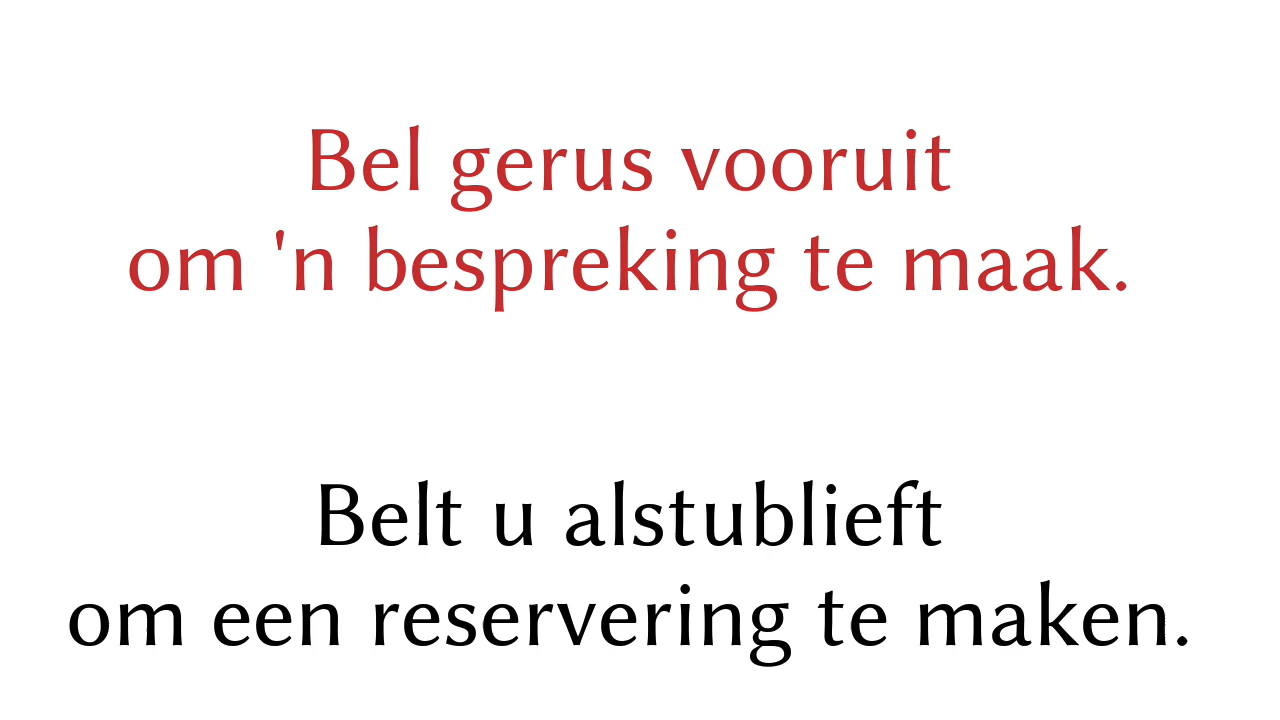 Bel gerus vooruit
om 'n bespreking te maak.
Belt u alstublieft
om een reservering te maken.